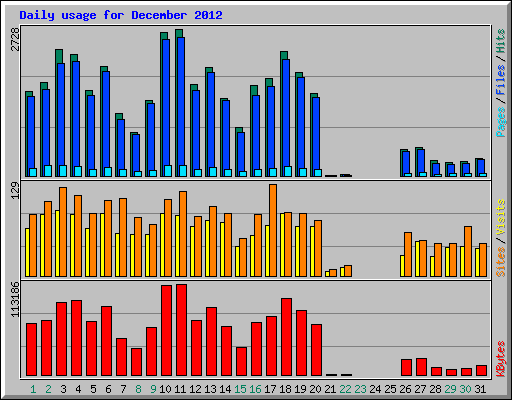 Daily usage for December 2012
2728
Pages / Files / Hits
129
Sites / Visits
113186
KBytes
1 2 3 4 5 6 7 8 9 10 11 12 13 14 15 16 17 18 19 20 21 22 23 24 25 26 27 28 29 30 31